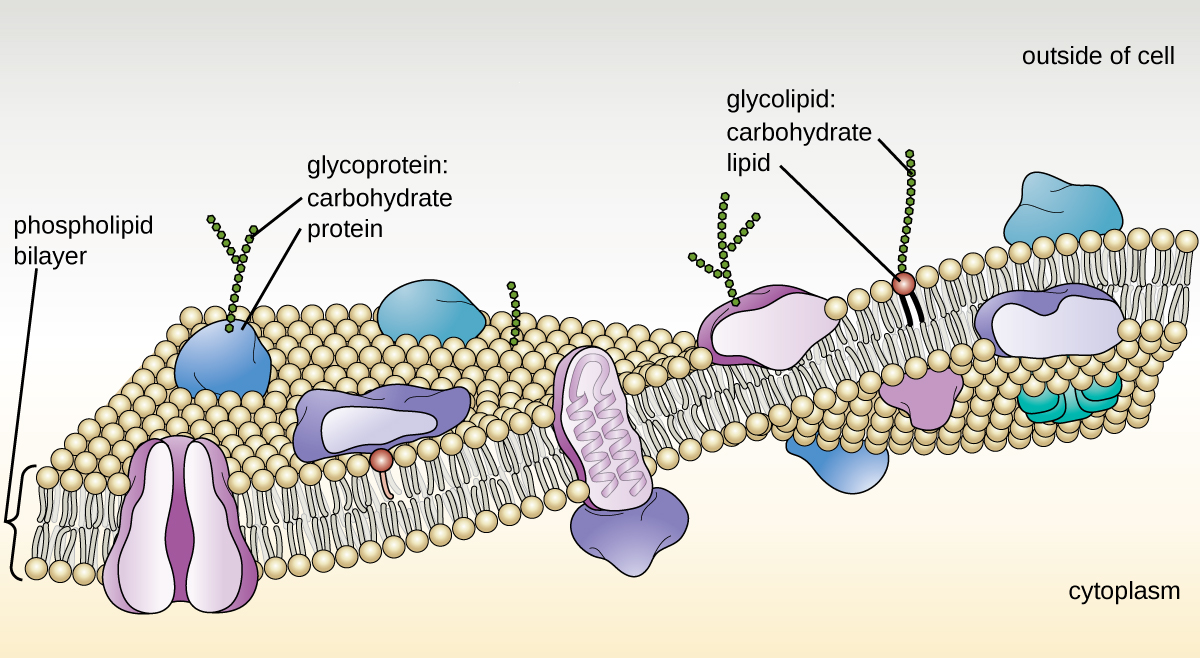 outside of cell
glycolipid:
carbohydrate
lipid
glycoprotein:
carbohydrate
protein
phospholipid
bilayer
cytoplasm